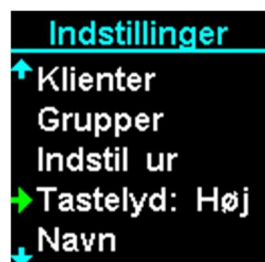 Indstillinger
Klienter
Grupper
Indstil ur
Tastelyd: Høj
Navn